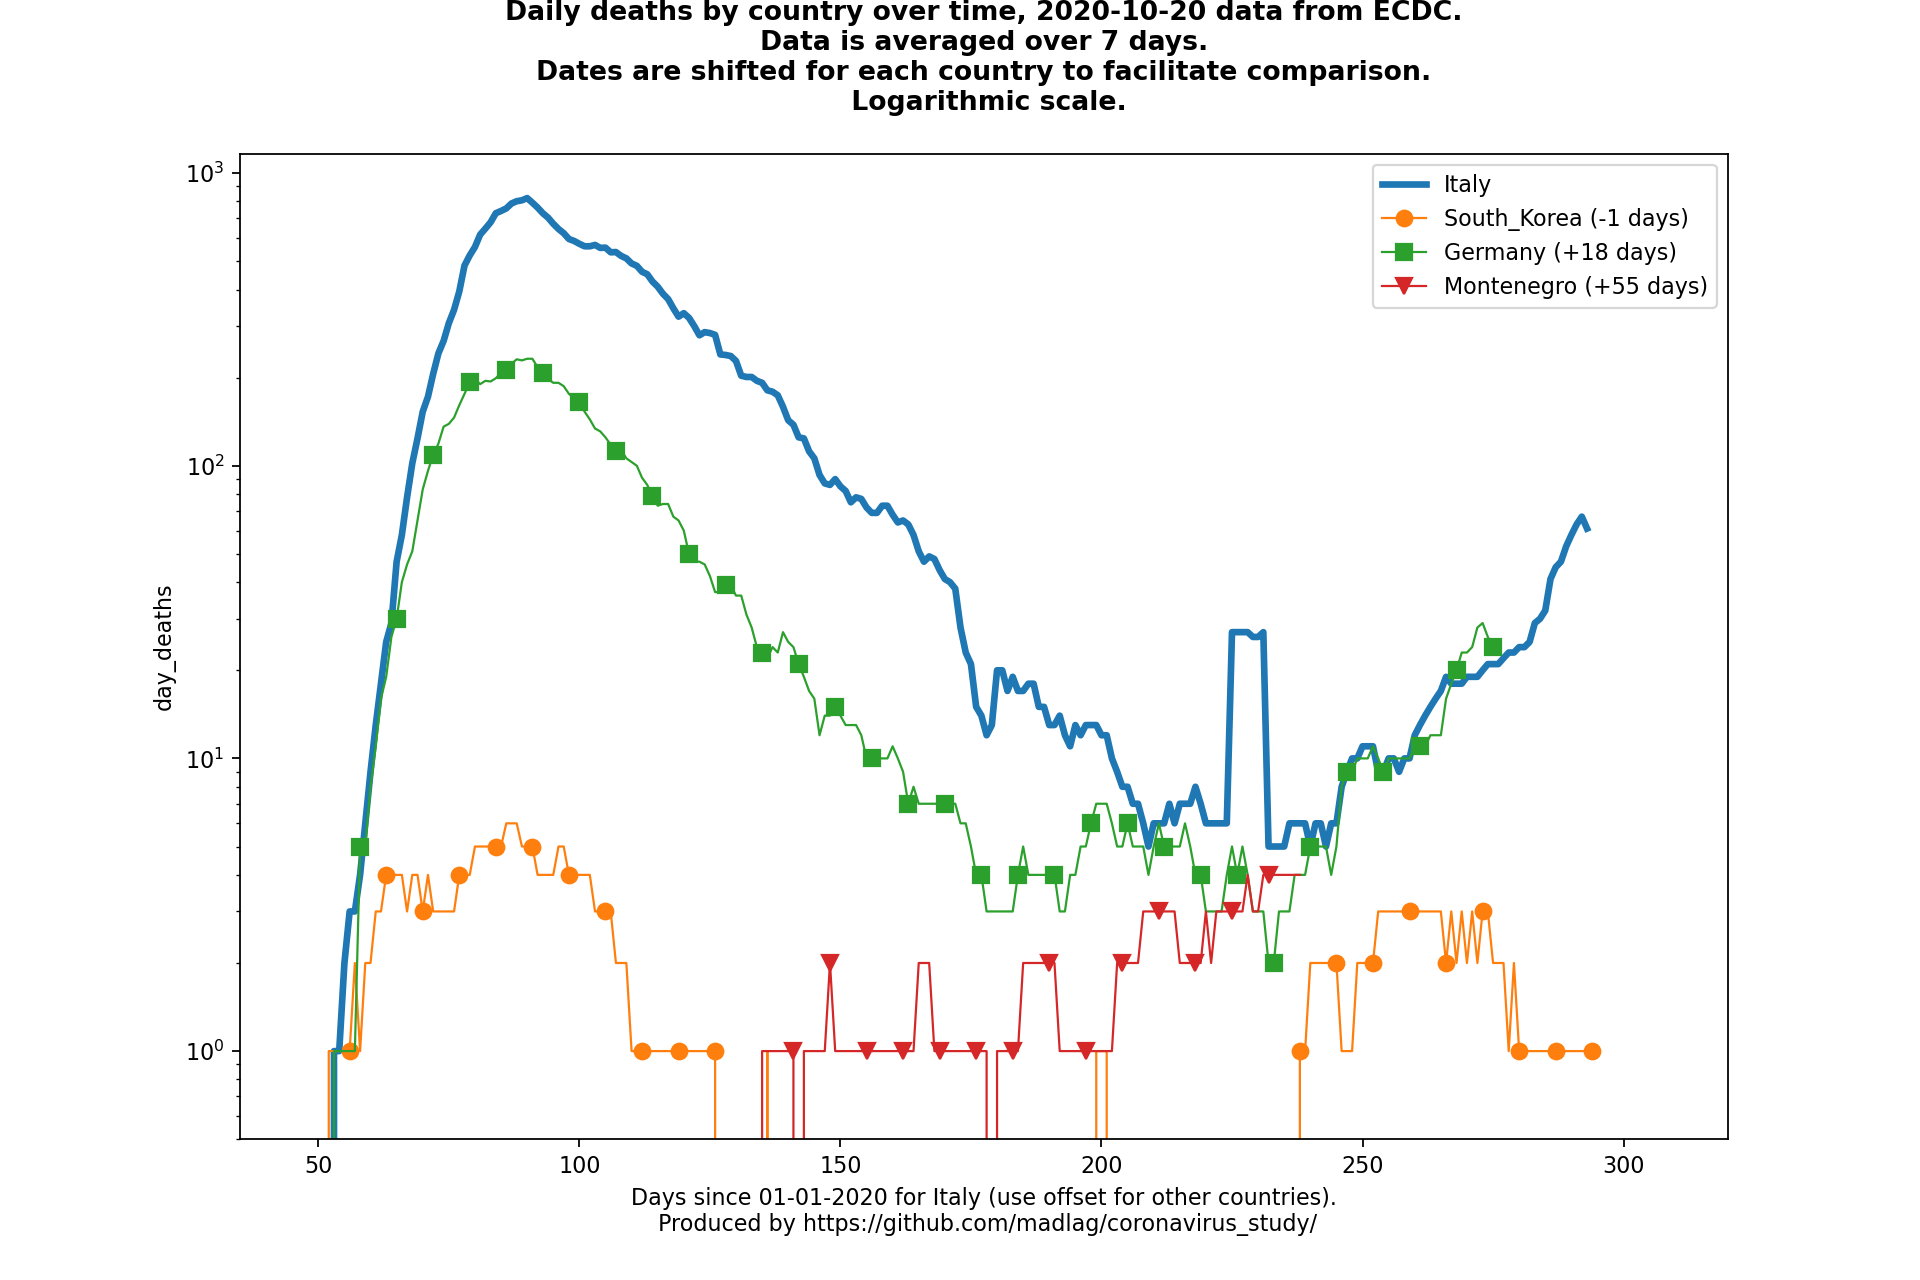 Daily deaths by country over time, 2020-10-20 data from ECDC.
Data is averaged over 7 days.
Dates are shifted for each country to facilitate comparison.
Logarithmic scale.
10³
10²
10¹
10⁰
day_deaths
Italy
South_Korea (-1 days)
Germany (+18 days)
Montenegro (+55 days)
50 100 150 200 250 300
Days since 01-01-2020 for Italy (use offset for other countries).
Produced by https://github.com/madlag/coronavirus_study/